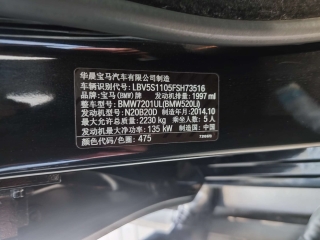 华晨宝马汽车有限公司制造
车辆识别代号: LBV5S1105FSH73516
品牌: 宝马(BMW)牌 发动机排量: 1997 ml
整车型号: BMW7201UL(BMW520Li)
发动机型号: N20B20D 制造年月: 2014.10
最大允许总质量: 2230 kg 乘坐人数: 5 人
发动机最大净功率: 135 kW 制造国: 中国
颜色代码/色圈: 475